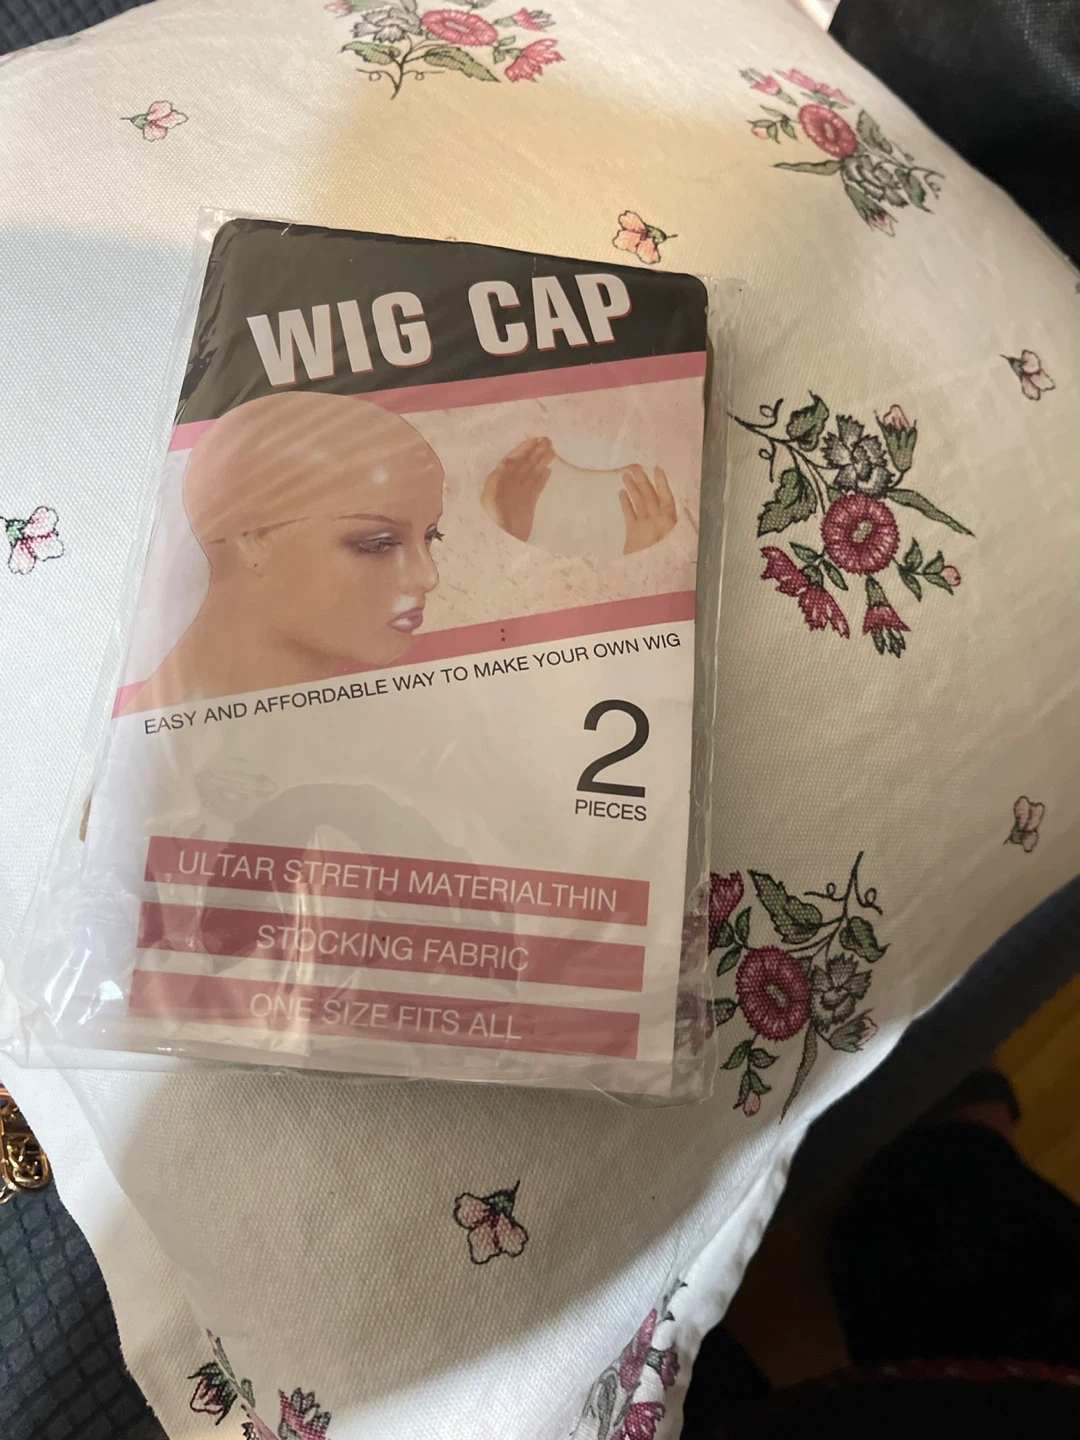 WIG CAP
EASY AND AFFORDABLE WAY TO MAKE YOUR OWN WIG
2
PIECES
ULTAR STRETH MATERIALTHIN
STOCKING FABRIC
ONE SIZE FITS ALL